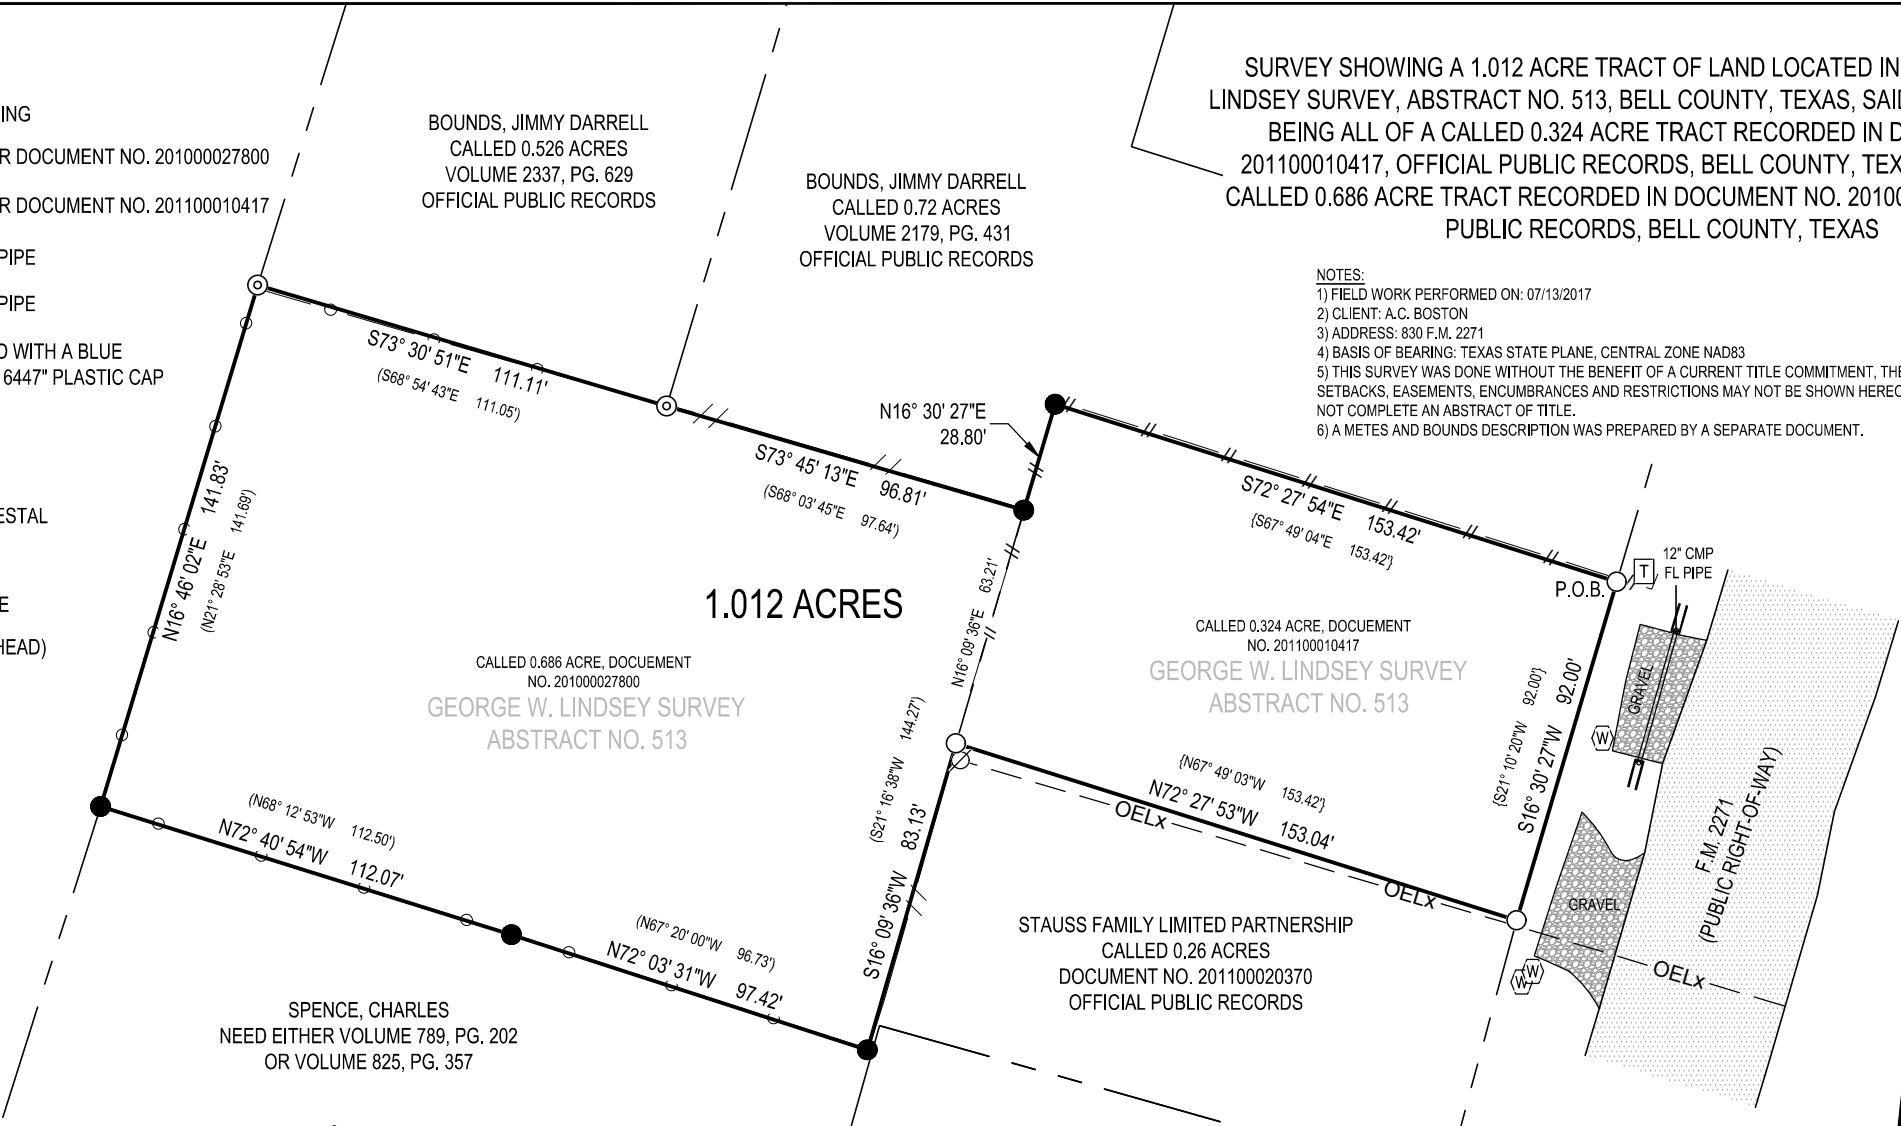 ING
R DOCUMENT NO. 201000027800
R DOCUMENT NO. 201100010417
PIPE
PIPE
D WITH A BLUE
6447" PLASTIC CAP
ESTAL
E
HEAD)
BOUNDS, JIMMY DARRELL
CALLED 0.526 ACRES
VOLUME 2337, PG. 629
OFFICIAL PUBLIC RECORDS
BOUNDS, JIMMY DARRELL
CALLED 0.72 ACRES
VOLUME 2179, PG. 431
OFFICIAL PUBLIC RECORDS
SURVEY SHOWING A 1.012 ACRE TRACT OF LAND LOCATED IN
LINDSEY SURVEY, ABSTRACT NO. 513, BELL COUNTY, TEXAS, SAID
BEING ALL OF A CALLED 0.324 ACRE TRACT RECORDED IN D
201100010417, OFFICIAL PUBLIC RECORDS, BELL COUNTY, TEX
CALLED 0.686 ACRE TRACT RECORDED IN DOCUMENT NO. 20100
PUBLIC RECORDS, BELL COUNTY, TEXAS
NOTES:
1) FIELD WORK PERFORMED ON: 07/13/2017
2) CLIENT: A.C. BOSTON
3) ADDRESS: 830 F.M. 2271
4) BASIS OF BEARING: TEXAS STATE PLANE, CENTRAL ZONE NAD83
5) THIS SURVEY WAS DONE WITHOUT THE BENEFIT OF A CURRENT TITLE COMMITMENT, THE
SETBACKS, EASEMENTS, ENCUMBRANCES AND RESTRICTIONS MAY NOT BE SHOWN HEREO
NOT COMPLETE AN ABSTRACT OF TITLE.
6) A METES AND BOUNDS DESCRIPTION WAS PREPARED BY A SEPARATE DOCUMENT.
S73° 30' 51"E 111.11'
(S68° 54' 43"E 111.05')
N16° 30' 27"E
28.80'
S73° 45' 13"E 96.81'
(S68° 03' 45"E 97.64')
S72° 27' 54"E 153.42'
{S67° 49' 04"E 153.42'}
N16° 46' 02"E 141.83'
(N21° 28' 53"E 141.69')
1.012 ACRES
N16° 09' 36"E 63.21'
P.O.B.
T
12" CMP
FL PIPE
CALLED 0.686 ACRE, DOCUEMENT
NO. 201000027800
GEORGE W. LINDSEY SURVEY
ABSTRACT NO. 513
CALLED 0.324 ACRE, DOCUEMENT
NO. 201100010417
GEORGE W. LINDSEY SURVEY
ABSTRACT NO. 513
{S21° 10' 20"W 92.00'}
S16° 30' 27"W 92.00'
GRAVEL
W
(S21° 16' 38"W 144.27')
S16° 09' 36"W 83.13'
{N67° 49' 03"W 153.42'}
N72° 27' 53"W 153.04'
OELx
OELx
OELx
GRAVEL
W
W
F.M. 2271
(PUBLIC RIGHT-OF-WAY)
(N68° 12' 53"W 112.50')
N72° 40' 54"W 112.07'
(N67° 20' 00"W 96.73')
N72° 03' 31"W 97.42'
STAUSS FAMILY LIMITED PARTNERSHIP
CALLED 0.26 ACRES
DOCUMENT NO. 201100020370
OFFICIAL PUBLIC RECORDS
SPENCE, CHARLES
NEED EITHER VOLUME 789, PG. 202
OR VOLUME 825, PG. 357